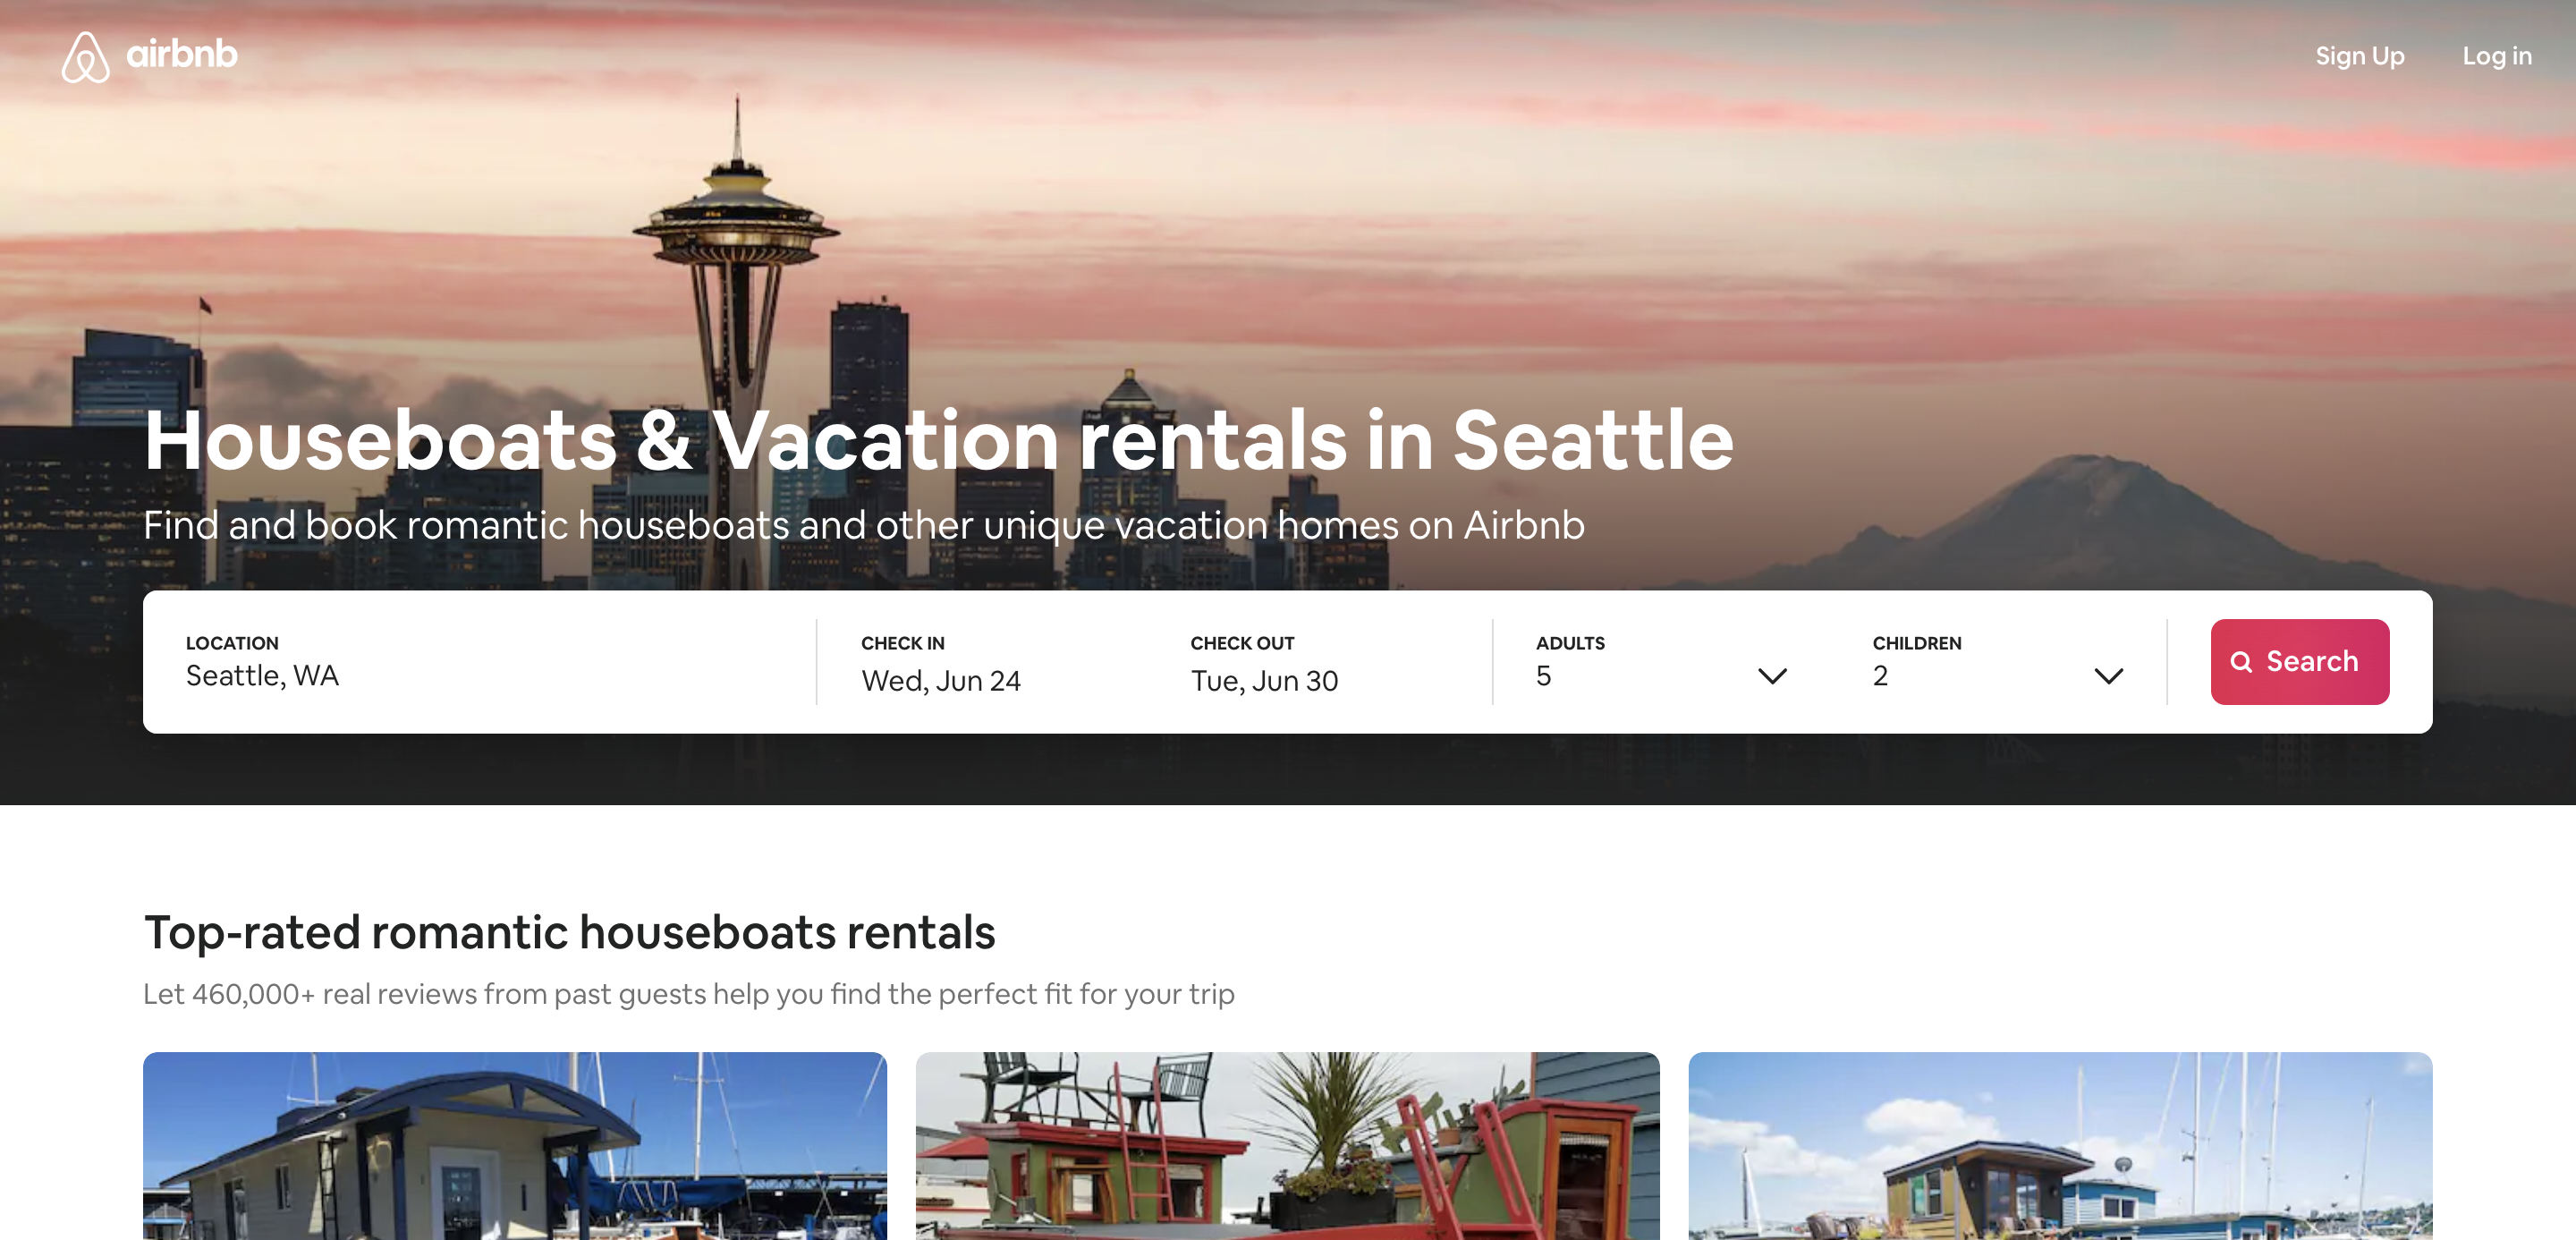 airbnb
Sign Up
Log in
Houseboats & Vacation rentals in Seattle
Find and book romantic houseboats and other unique vacation homes on Airbnb
LOCATION
Seattle, WA
CHECK IN
Wed, Jun 24
CHECK OUT
Tue, Jun 30
ADULTS
5
CHILDREN
2
Search
Top-rated romantic houseboats rentals
Let 460,000+ real reviews from past guests help you find the perfect fit for your trip